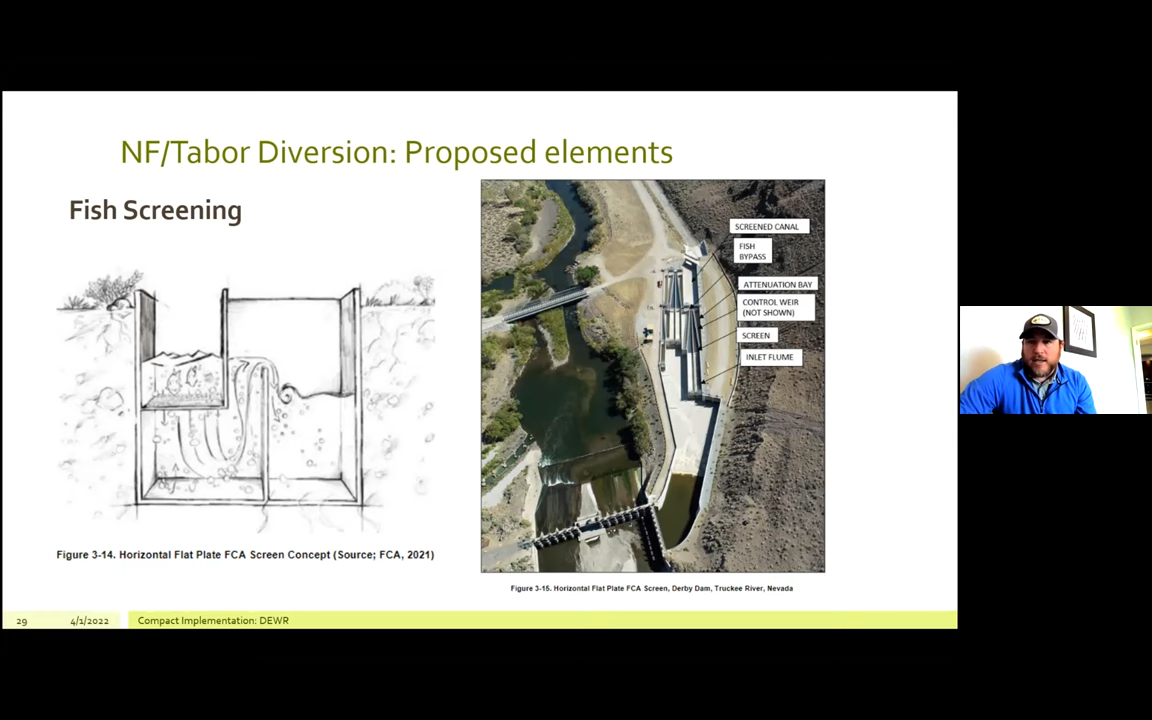 NF/Tabor Diversion: Proposed elements
Fish Screening
SCREENED CANAL
FISH
BYPASS
ATTENUATION BAY
CONTROL WEIR
(NOT SHOWN)
SCREEN
INLET FLUME
Figure 3-14. Horizontal Flat Plate FCA Screen Concept (Source; FCA, 2021)
Figure 3-15. Horizontal Flat Plate FCA Screen, Derby Dam, Truckee River, Nevada
29 4/1/2022 Compact Implementation: DEWR